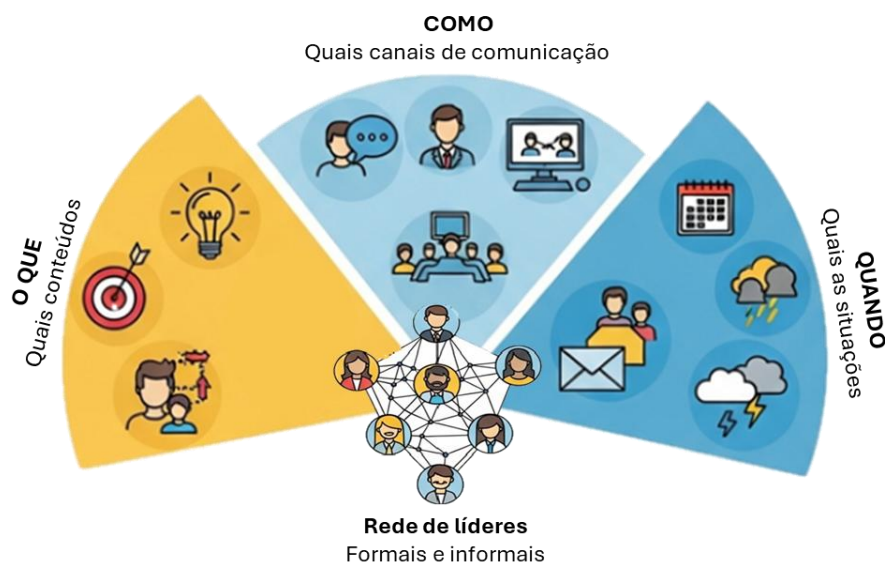 COMO
Quais canais de comunicação
O QUE
Quais conteúdos
QUANDO
Quais as situações
Rede de líderes
Formais e informais